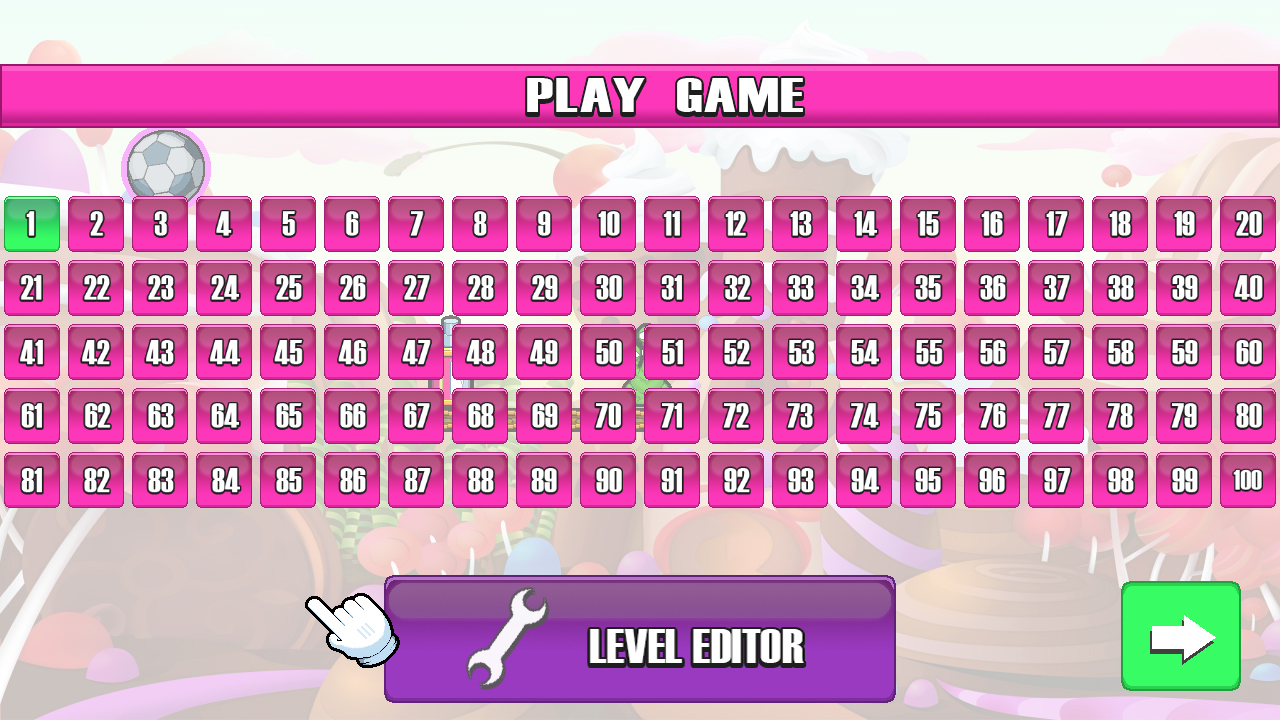 PLAY GAME
1 2 3 4 5 6 7 8 9 10 11 12 13 14 15 16 17 18 19 20
21 22 23 24 25 26 27 28 29 30 31 32 33 34 35 36 37 38 39 40
41 42 43 44 45 46 47 48 49 50 51 52 53 54 55 56 57 58 59 60
61 62 63 64 65 66 67 68 69 70 71 72 73 74 75 76 77 78 79 80
81 82 83 84 85 86 87 88 89 90 91 92 93 94 95 96 97 98 99 100
LEVEL EDITOR